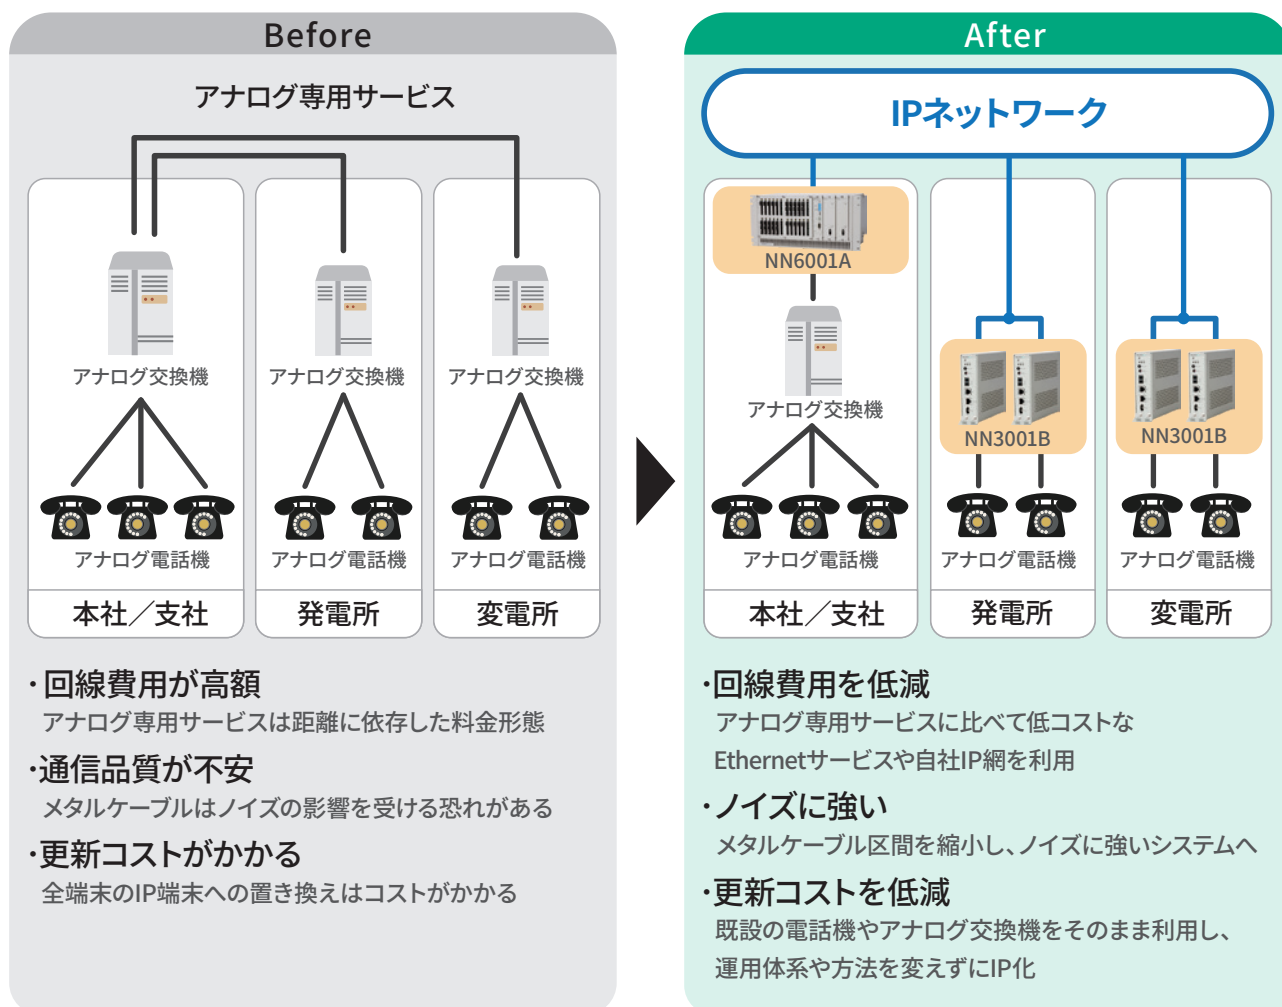 Before
アナログ専用サービス
アナログ交換機
アナログ交換機
アナログ交換機
アナログ電話機
アナログ電話機
アナログ電話機
本社／支社
発電所
変電所
・回線費用が高額
アナログ専用サービスは距離に依存した料金形態
・通信品質が不安
メタルケーブルはノイズの影響を受ける恐れがある
・更新コストがかかる
全端末のIP端末への置き換えはコストがかかる
After
IPネットワーク
NN6001A
アナログ交換機
NN3001B
NN3001B
アナログ電話機
アナログ電話機
アナログ電話機
本社／支社
発電所
変電所
・回線費用を低減
アナログ専用サービスに比べて低コストな
Ethernetサービスや自社IP網を利用
・ノイズに強い
メタルケーブル区間を縮小し、ノイズに強いシステムへ
・更新コストを低減
既設の電話機やアナログ交換機をそのまま利用し、
運用体系や方法を変えずにIP化